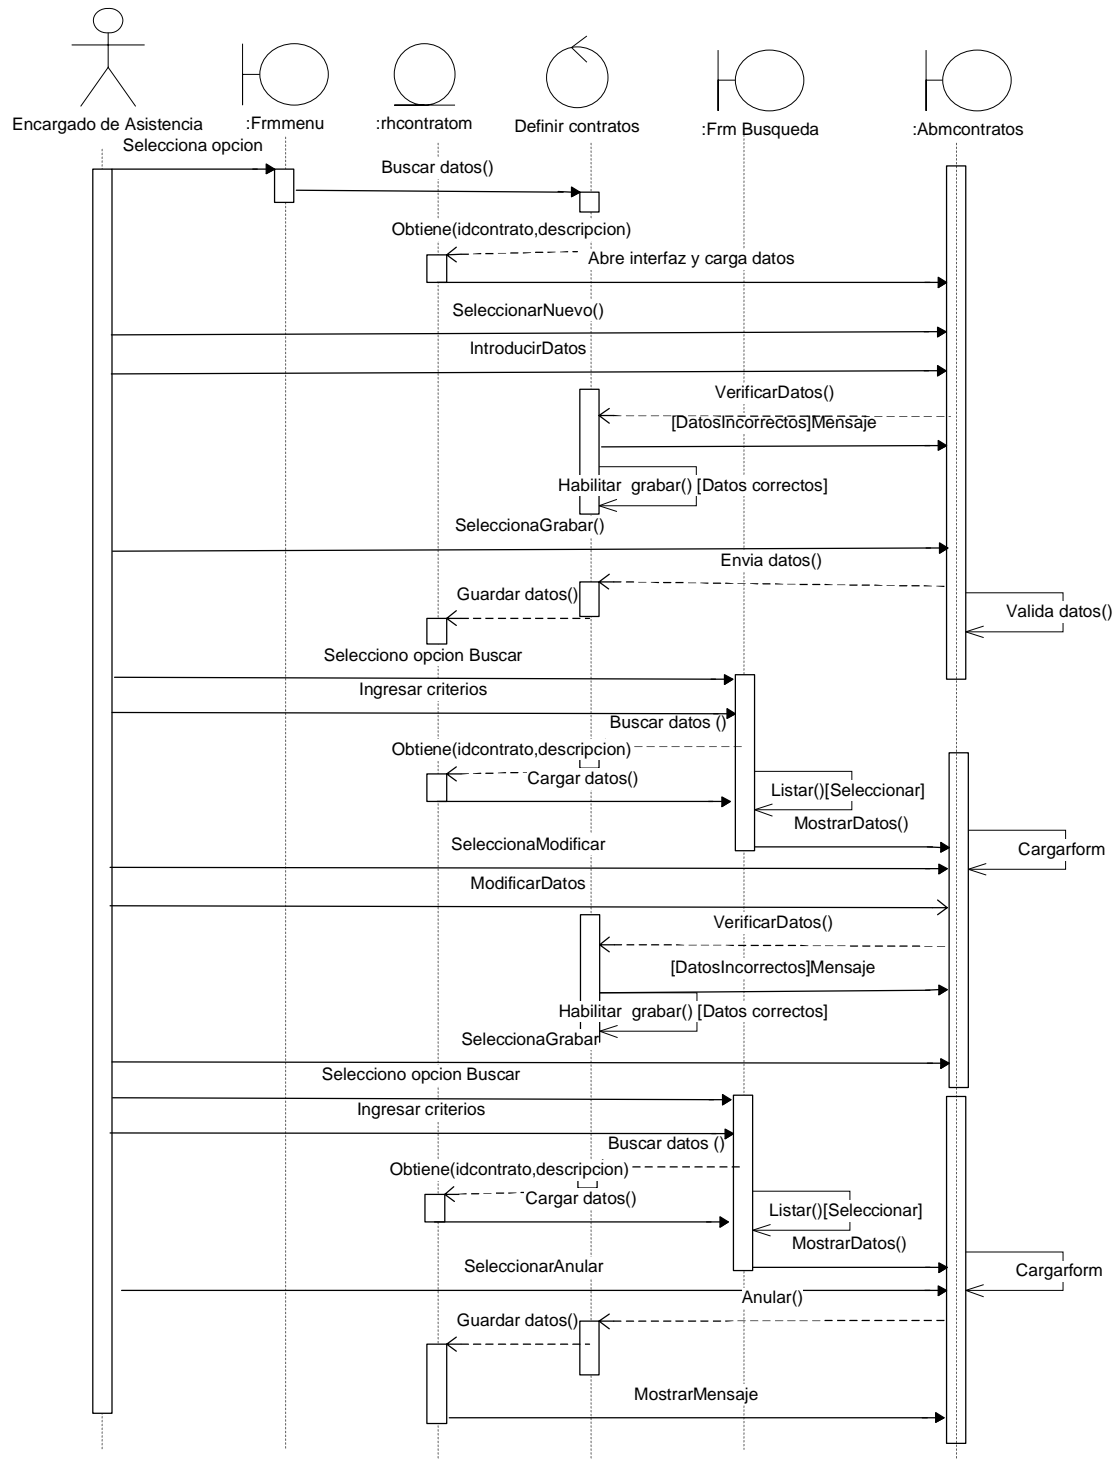 Encargado de Asistencia
:Frmmenu
:rhcontratom
Definir contratos
:Frm Busqueda
:Abmcontratos
Selecciona opcion
Buscar datos()
Obtiene(idcontrato,descripcion)
Abre interfaz y carga datos
SeleccionarNuevo()
IntroducirDatos
VerificarDatos()
[DatosIncorrectos]Mensaje
Habilitar grabar() [Datos correctos]
SeleccionaGrabar()
Envia datos()
Guardar datos()
Valida datos()
Selecciono opcion Buscar
Ingresar criterios
Buscar datos ()
Obtiene(idcontrato,descripcion)
Cargar datos()
Listar()[Seleccionar]
MostrarDatos()
SeleccionaModificar
Cargarform
ModificarDatos
VerificarDatos()
[DatosIncorrectos]Mensaje
Habilitar grabar() [Datos correctos]
SeleccionaGrabar
Selecciono opcion Buscar
Ingresar criterios
Buscar datos ()
Obtiene(idcontrato,descripcion)
Cargar datos()
Listar()[Seleccionar]
MostrarDatos()
SeleccionarAnular
Cargarform
Anular()
Guardar datos()
MostrarMensaje